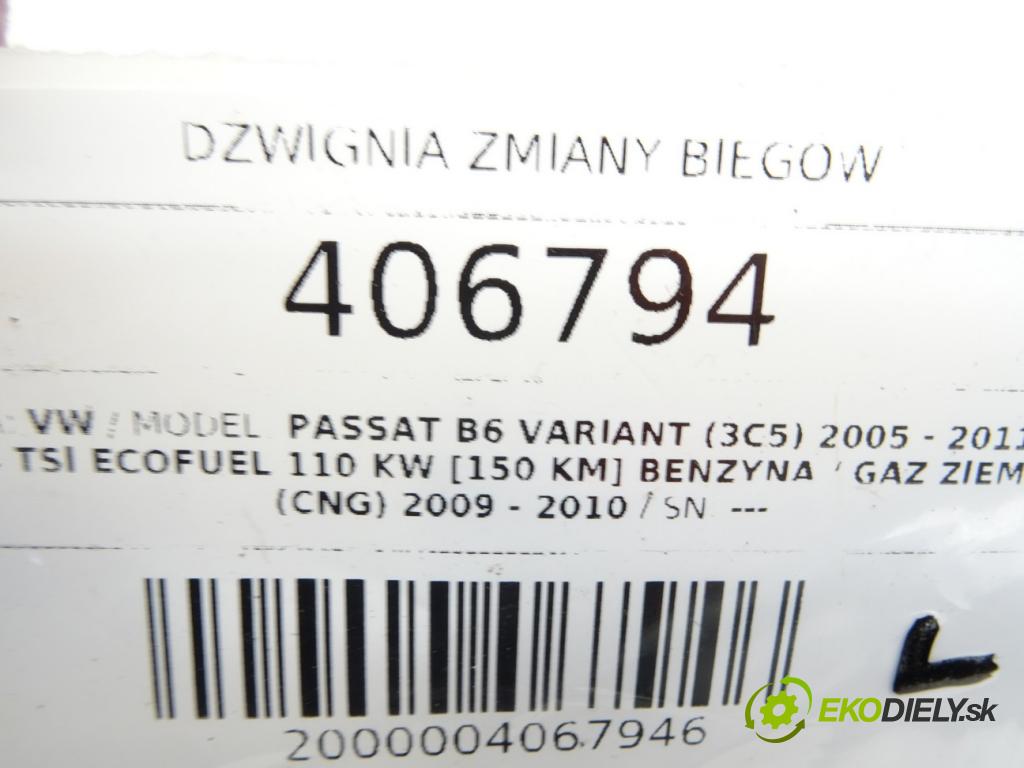 DZWIGNIA ZMIANY BIEGOW
406794
: VW / MODEL PASSAT B6 VARIANT (3C5) 2005 - 2011
TSI ECOFUEL 110 KW [150 KM] BENZYNA / GAZ ZIEM
(CNG) 2009 - 2010 / SN: ---
2000004067946
L
EKODIELY.sk